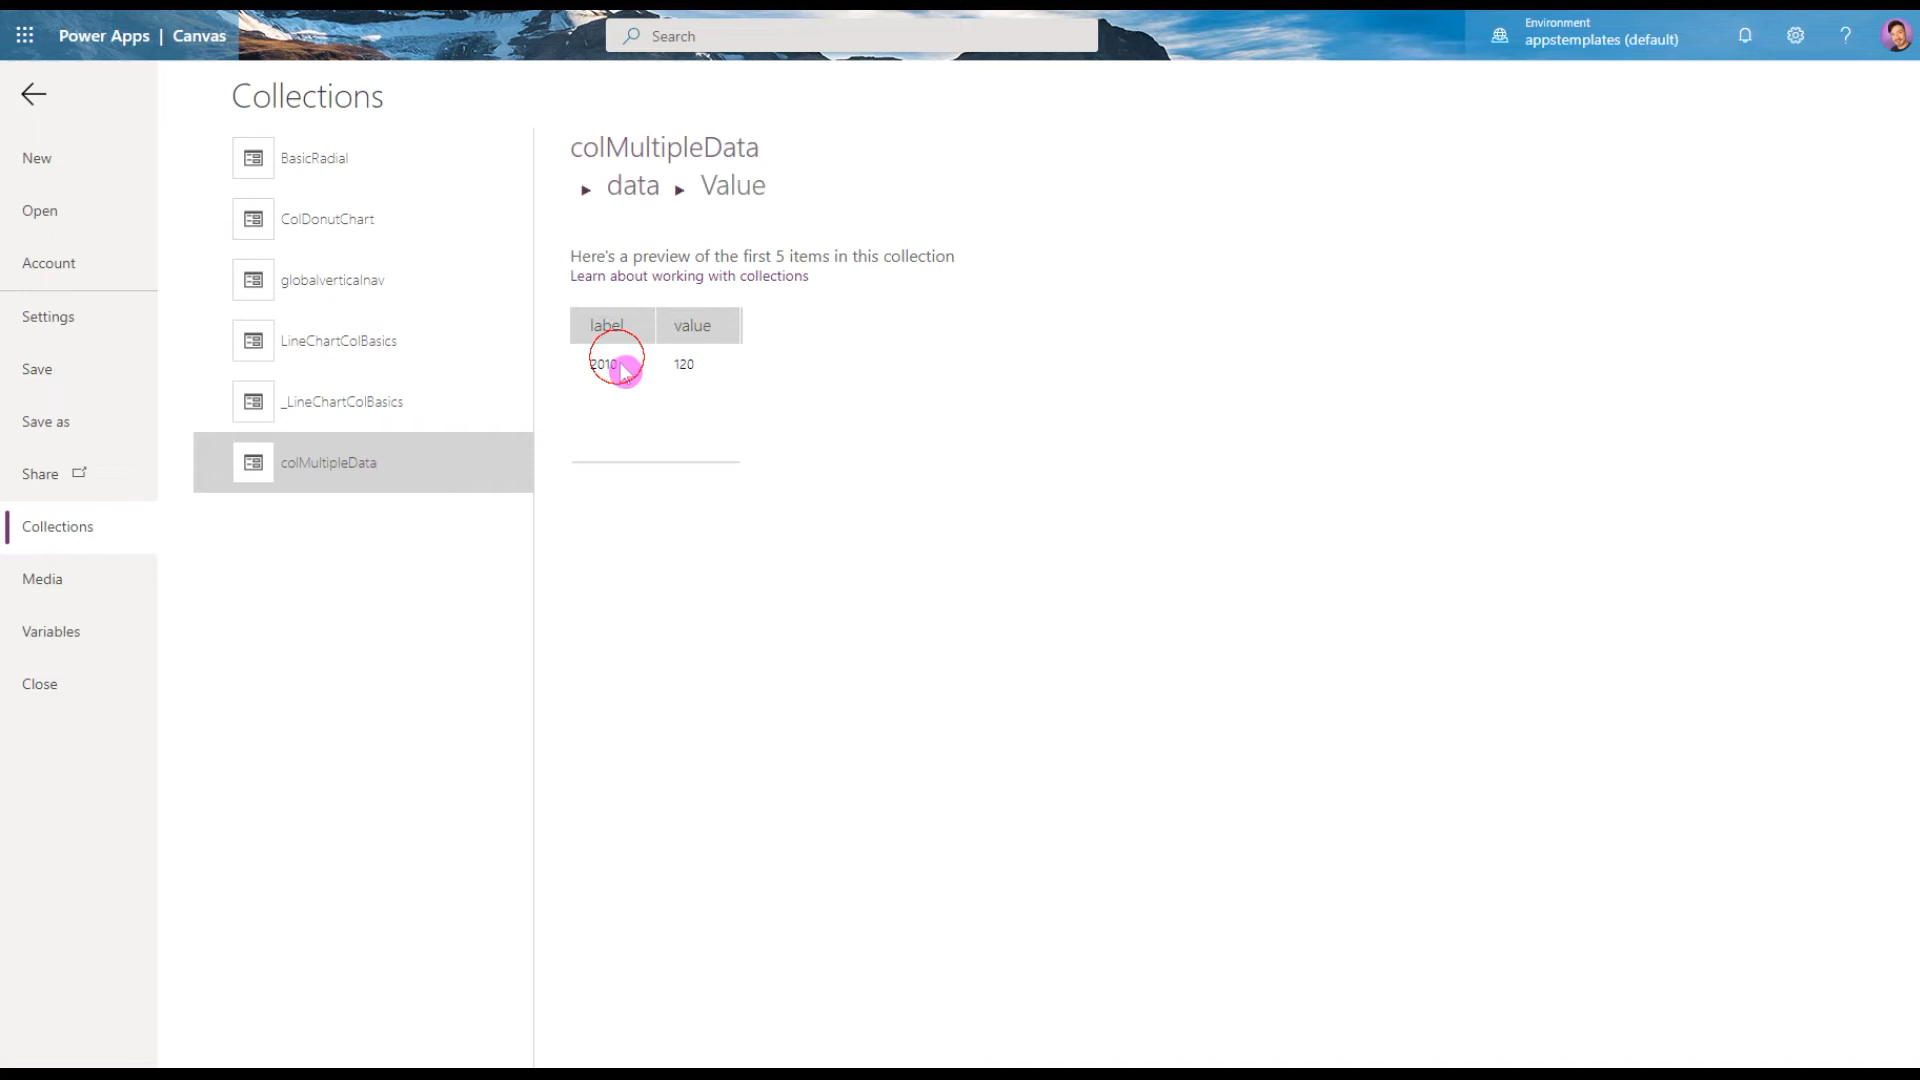 Power Apps | Canvas
Search
Environment
appstemplates (default)
New
Open
Account
Settings
Save
Save as
Share
Collections
Media
Variables
Close
Collections
BasicRadial
ColDonutChart
globalverticalnav
LineChartColBasics
_LineChartColBasics
colMultipleData
colMultipleData
data Value
Here's a preview of the first 5 items in this collection
Learn about working with collections
label value
2010 120